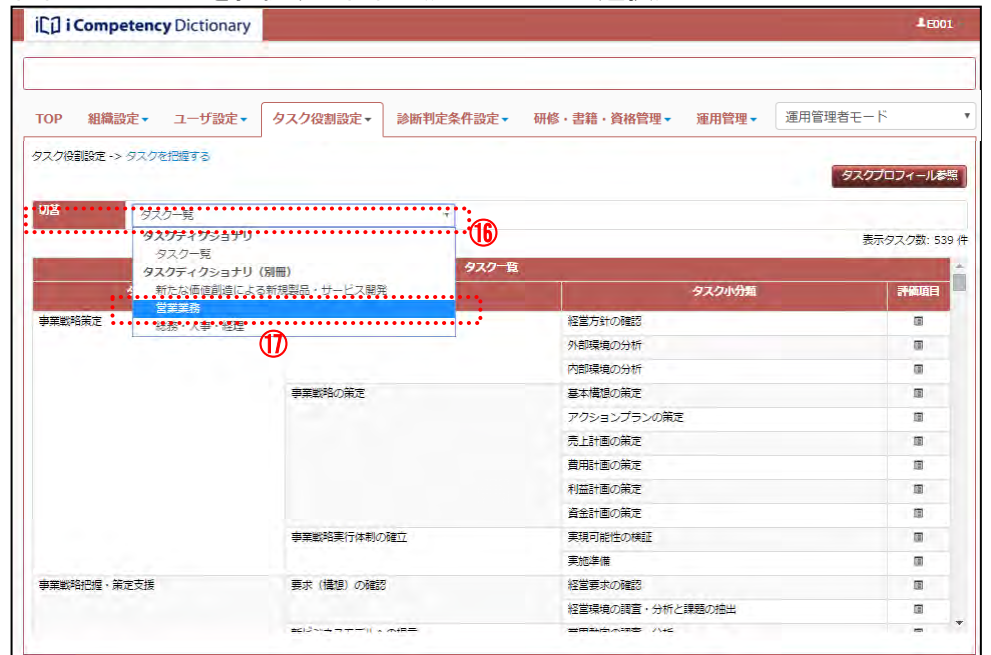 i Competency Dictionary
E001
TOP 組織設定 ユーザ設定 タスク役割設定 診断判定条件設定 研修・書籍・資格管理 運用管理 運用管理者モード
タスク役割設定 -> タスクを把握する
タスクプロフィール参照
切替 タスク一覧
⑯
表示タスク数: 539 件
タスクディクショナリ
タスク一覧
タスクディクショナリ（別冊）
新たな価値創造による新規製品・サービス開発
営業業務
総務・人事・経理
⑰
タスク一覧
タスク小分類 評価項目
事業戦略策定 経営方針の確認
外部環境の分析
内部環境の分析
事業戦略の策定 基本構想の策定
アクションプランの策定
売上計画の策定
費用計画の策定
利益計画の策定
資金計画の策定
事業戦略実行体制の確立 実現可能性の検証
実施準備
事業戦略把握・策定支援 要求（構想）の確認 経営要求の確認
経営環境の調査・分析と課題の抽出